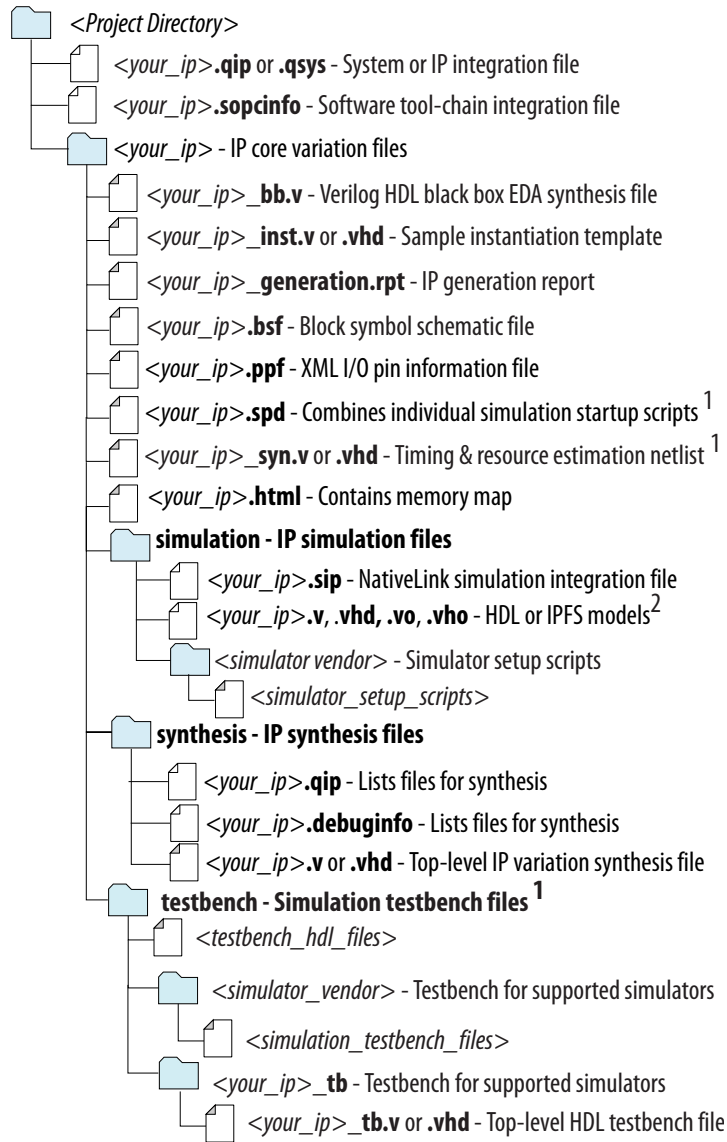 <Project Directory>
<your_ip>.qip or .qsys - System or IP integration file
<your_ip>.sopcinfo - Software tool-chain integration file
<your_ip> - IP core variation files
<your_ip>_bb.v - Verilog HDL black box EDA synthesis file
<your_ip>_inst.v or .vhd - Sample instantiation template
<your_ip>_generation.rpt - IP generation report
<your_ip>.bsf - Block symbol schematic file
<your_ip>.ppf - XML I/O pin information file
<your_ip>.spd - Combines individual simulation startup scripts 1
<your_ip>_syn.v or .vhd - Timing & resource estimation netlist 1
<your_ip>.html - Contains memory map
simulation - IP simulation files
<your_ip>.sip - NativeLink simulation integration file
<your_ip>.v, .vhd, .vo, .vho - HDL or IPFS models2
<simulator vendor> - Simulator setup scripts
<simulator_setup_scripts>
synthesis - IP synthesis files
<your_ip>.qip - Lists files for synthesis
<your_ip>.debuginfo - Lists files for synthesis
<your_ip>.v or .vhd - Top-level IP variation synthesis file
testbench - Simulation testbench files 1
<testbench_hdl_files>
<simulator_vendor> - Testbench for supported simulators
<simulation_testbench_files>
<your_ip>_tb - Testbench for supported simulators
<your_ip>_tb.v or .vhd - Top-level HDL testbench file